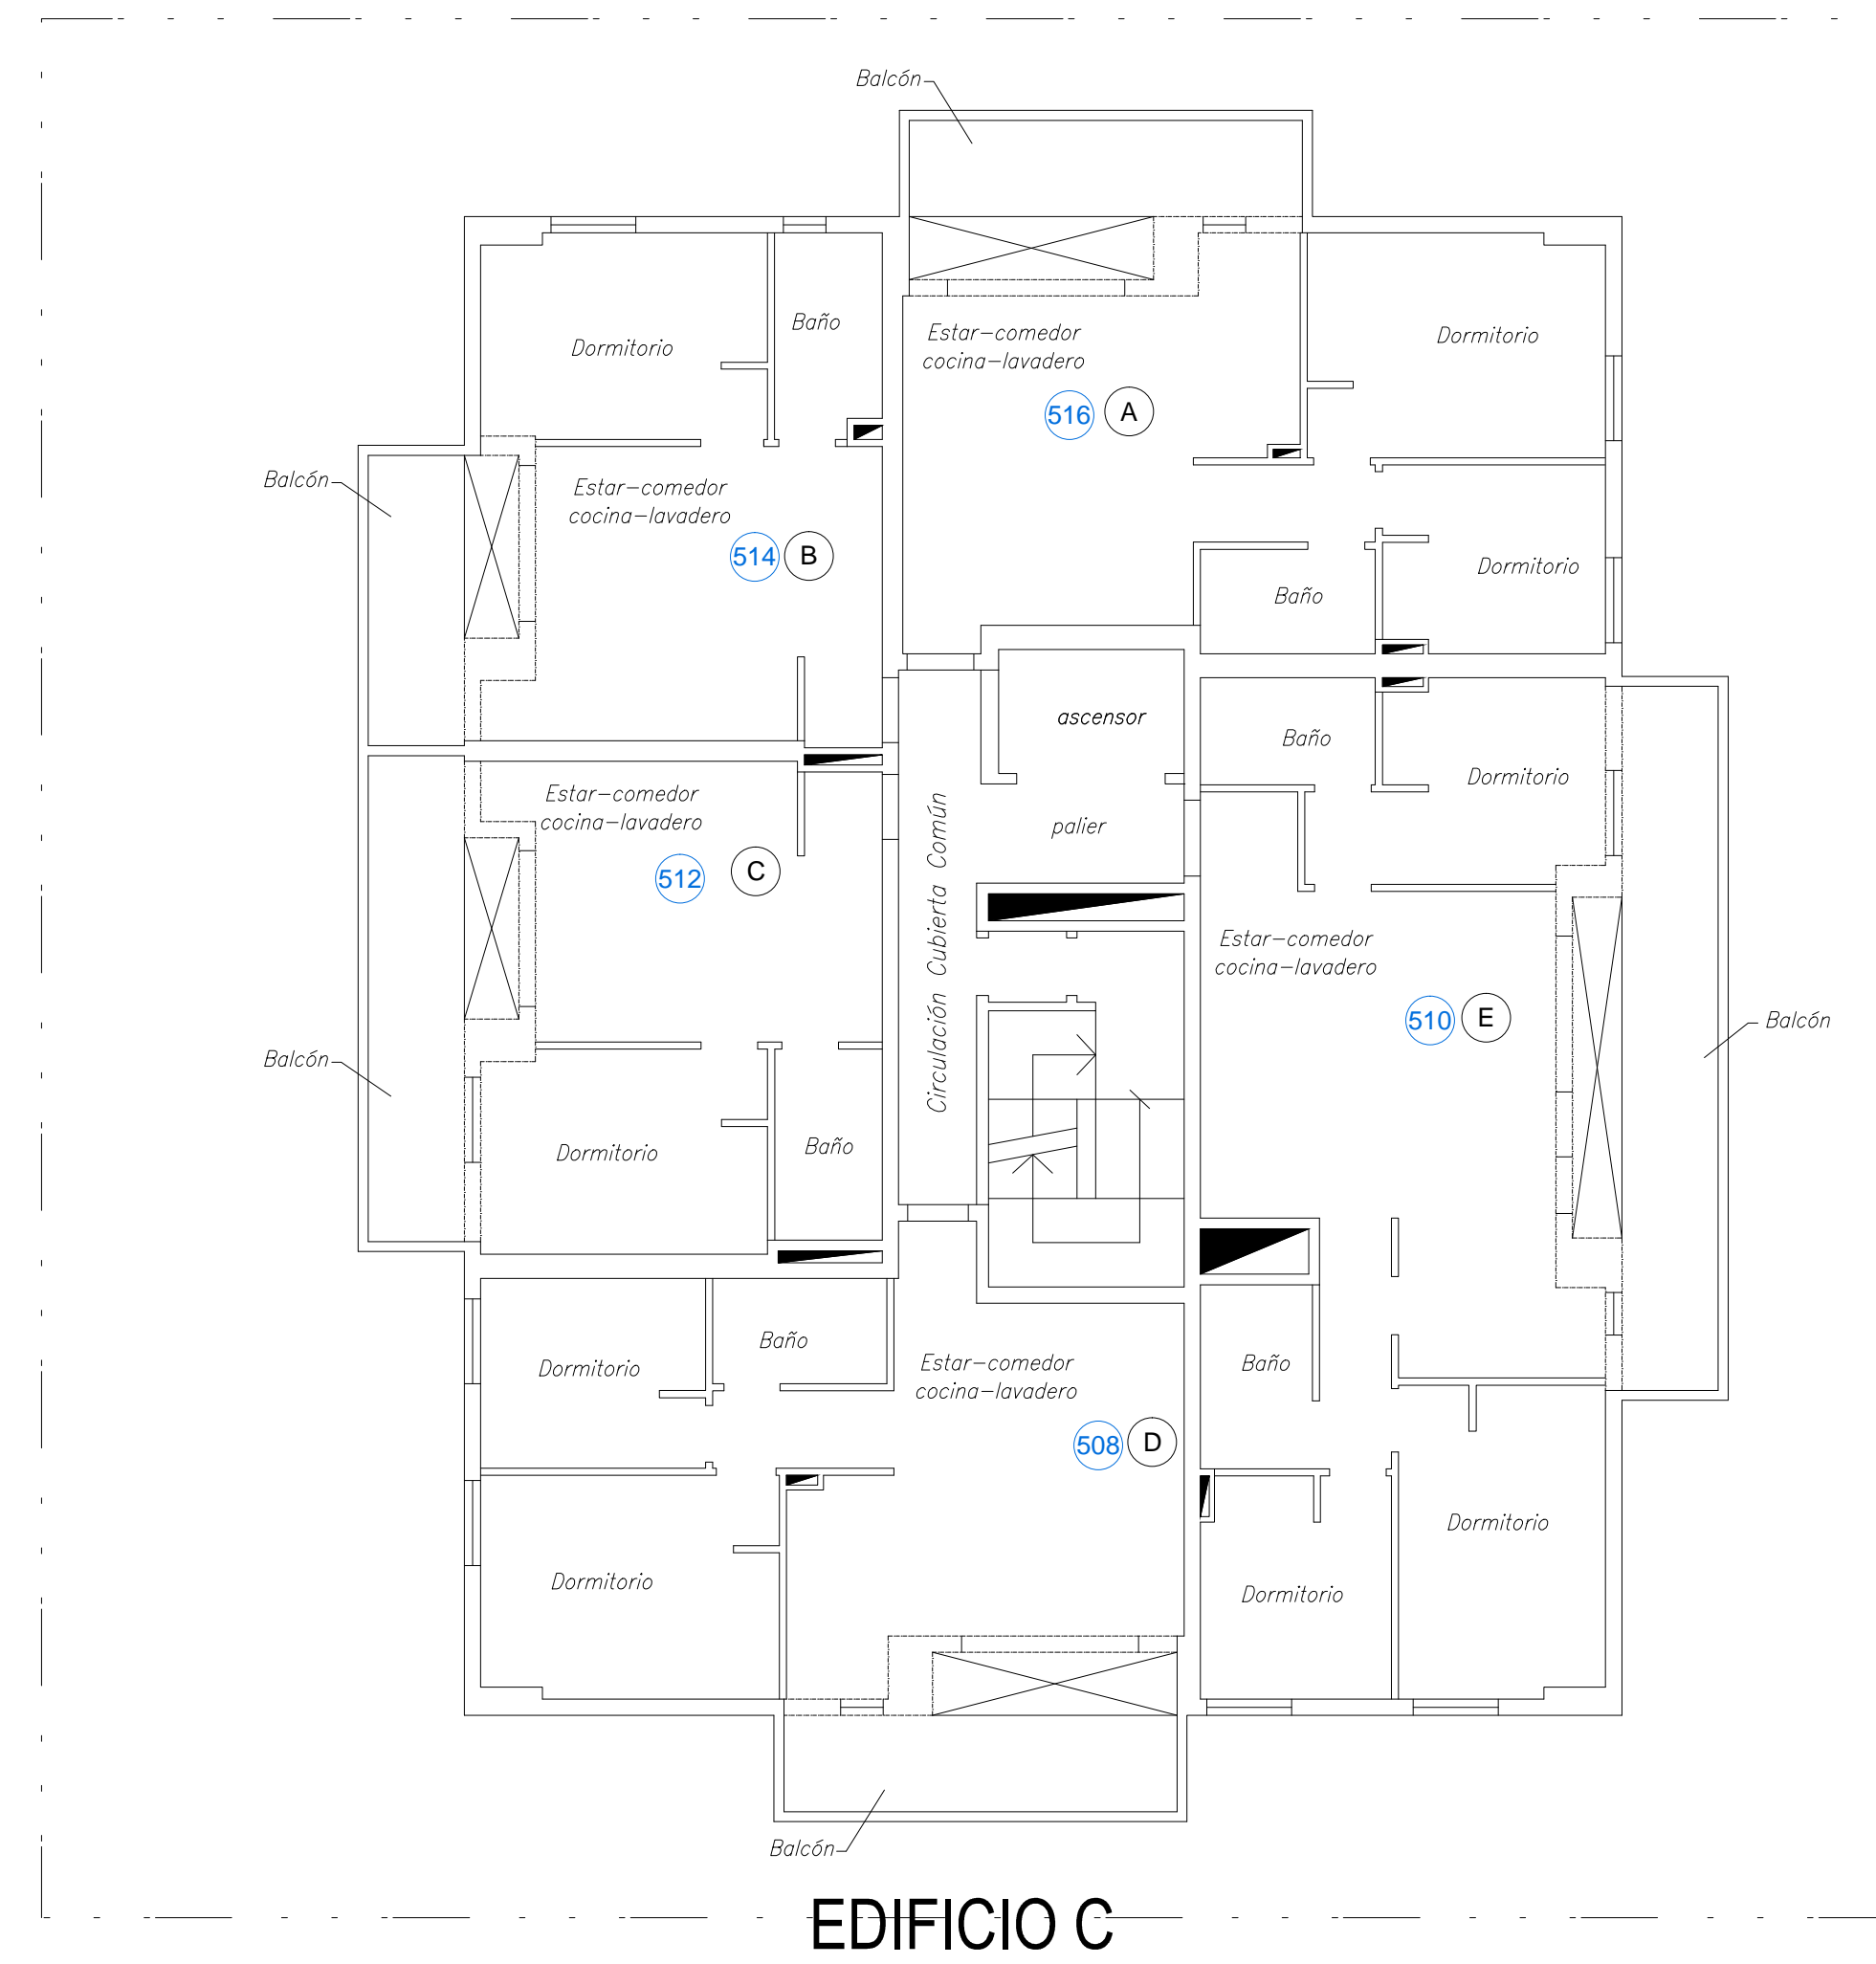 Balcón
Baño
Dormitorio
Estar-comedor
cocina-lavadero
Dormitorio
516 A
Balcón
Estar-comedor
cocina-lavadero
514 B
Dormitorio
Baño
ascensor
Baño
Dormitorio
Estar-comedor
cocina-lavadero
palier
512 C
Circulación Cubierta Común
Estar-comedor
cocina-lavadero
510 E
Balcón
Balcón
Dormitorio
Baño
Dormitorio
Baño
Estar-comedor
cocina-lavadero
Baño
508 D
Dormitorio
Dormitorio
Dormitorio
Balcón
EDIFICIO C